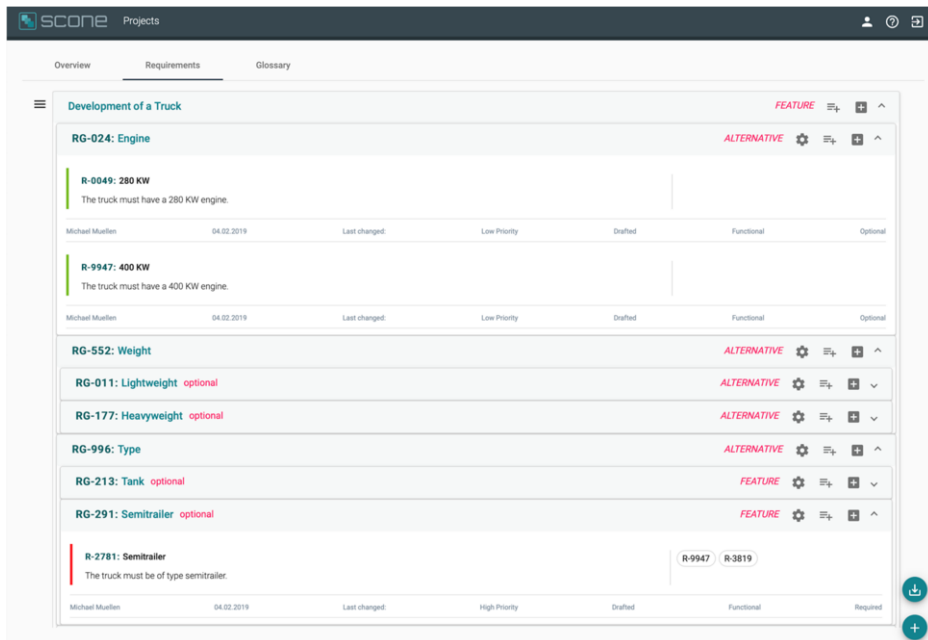 scone Projects
Overview Requirements Glossary
Development of a Truck FEATURE
RG-024: Engine ALTERNATIVE
R-0049: 280 KW
The truck must have a 280 KW engine.
Michael Muellen 04.02.2019 Last changed: Low Priority Drafted Functional Optional
R-9947: 400 KW
The truck must have a 400 KW engine.
Michael Muellen 04.02.2019 Last changed: Low Priority Drafted Functional Optional
RG-552: Weight ALTERNATIVE
RG-011: Lightweight optional ALTERNATIVE
RG-177: Heavyweight optional ALTERNATIVE
RG-996: Type ALTERNATIVE
RG-213: Tank optional FEATURE
RG-291: Semitrailer optional FEATURE
R-2781: Semitrailer R-9947 R-3819
The truck must be of type semitrailer.
Michael Muellen 04.02.2019 Last changed: High Priority Drafted Functional Required